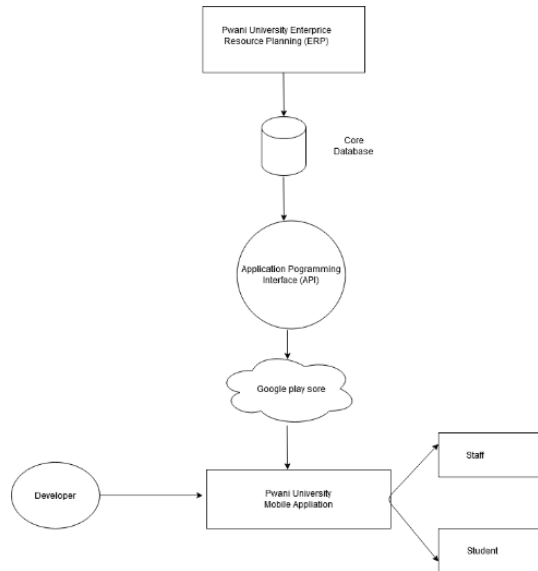 Pwani University Enterprice
Resource Planning (ERP)
Core
Database
Application Pogramming
Interface (API)
Google play sore
Developer
Pwani University
Mobile Appliation
Staff
Student